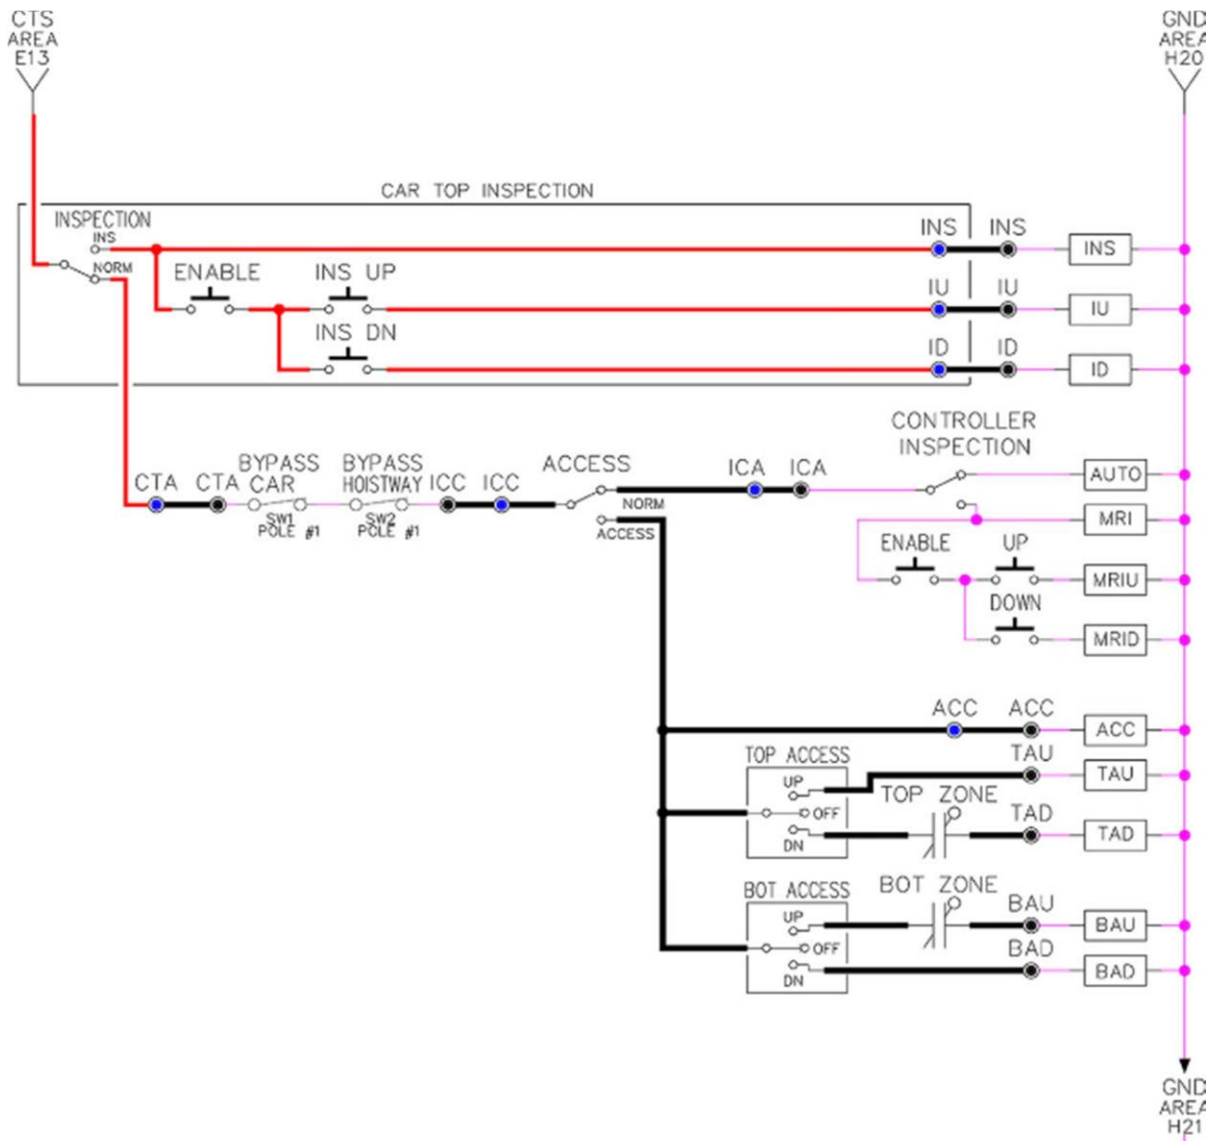 CTS
AREA
E13
GND
AREA
H20
CAR TOP INSPECTION
INSPECTION
INS
NORM
ENABLE
INS UP
INS DN
INS INS
INS
IU IU
IU
ID ID
ID
CONTROLLER
INSPECTION
CTA CTA
BYPASS
CAR
SW1
POLE #1
BYPASS
HOISTWAY
SW2
POLE #1
ICC ICC
ACCESS
NORM
ACCESS
ICA ICA
AUTO
MRI
ENABLE
UP
MRIU
DOWN
MRID
ACC ACC
ACC
TOP ACCESS
UP
OFF
DN
TAU
TAU
TOP ZONE
TAD
TAD
BOT ACCESS
UP
OFF
DN
BOT ZONE
BAU
BAU
BAD
BAD
GND
AREA
H21